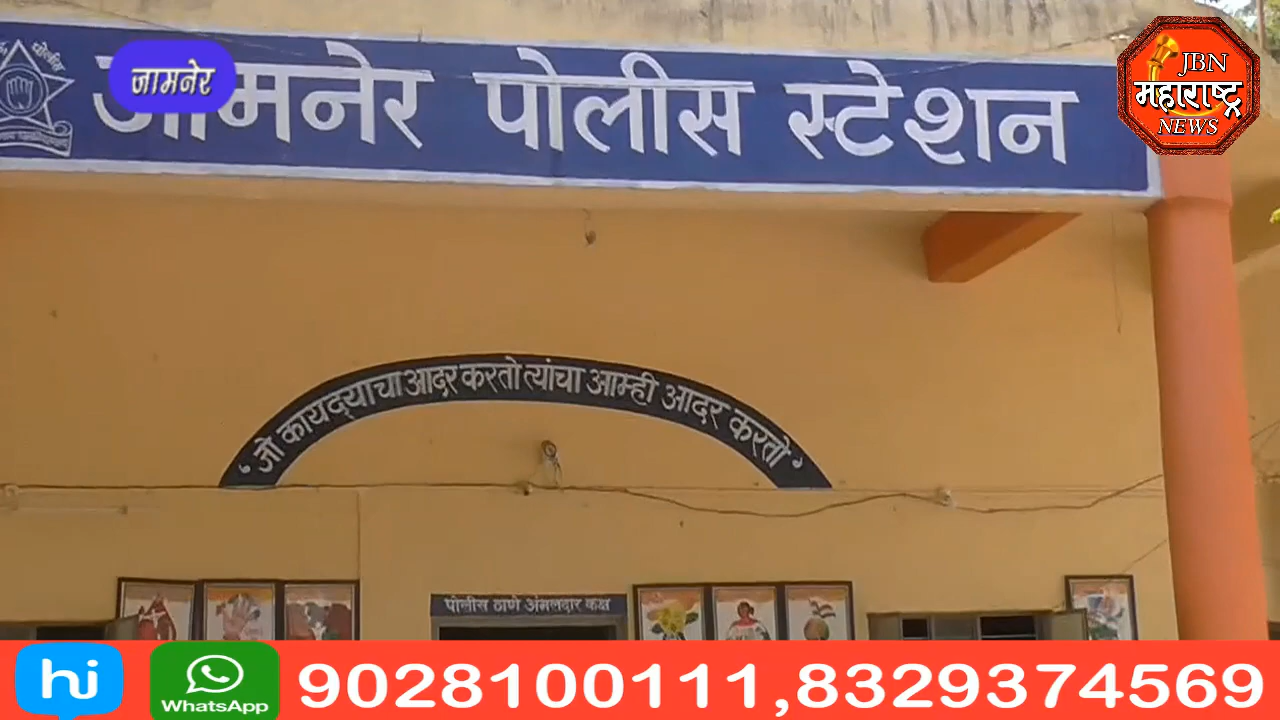 जामनेर पोलीस स्टेशन
जामनेर
JBN
महाराष्ट्र
NEWS
पोलीस
'जो कायद्याचा आदर करतो त्यांचा आम्ही आदर करतो'
पोलीस ठाणे अंमलदार कक्ष
hi
WhatsApp
9028100111,8329374569